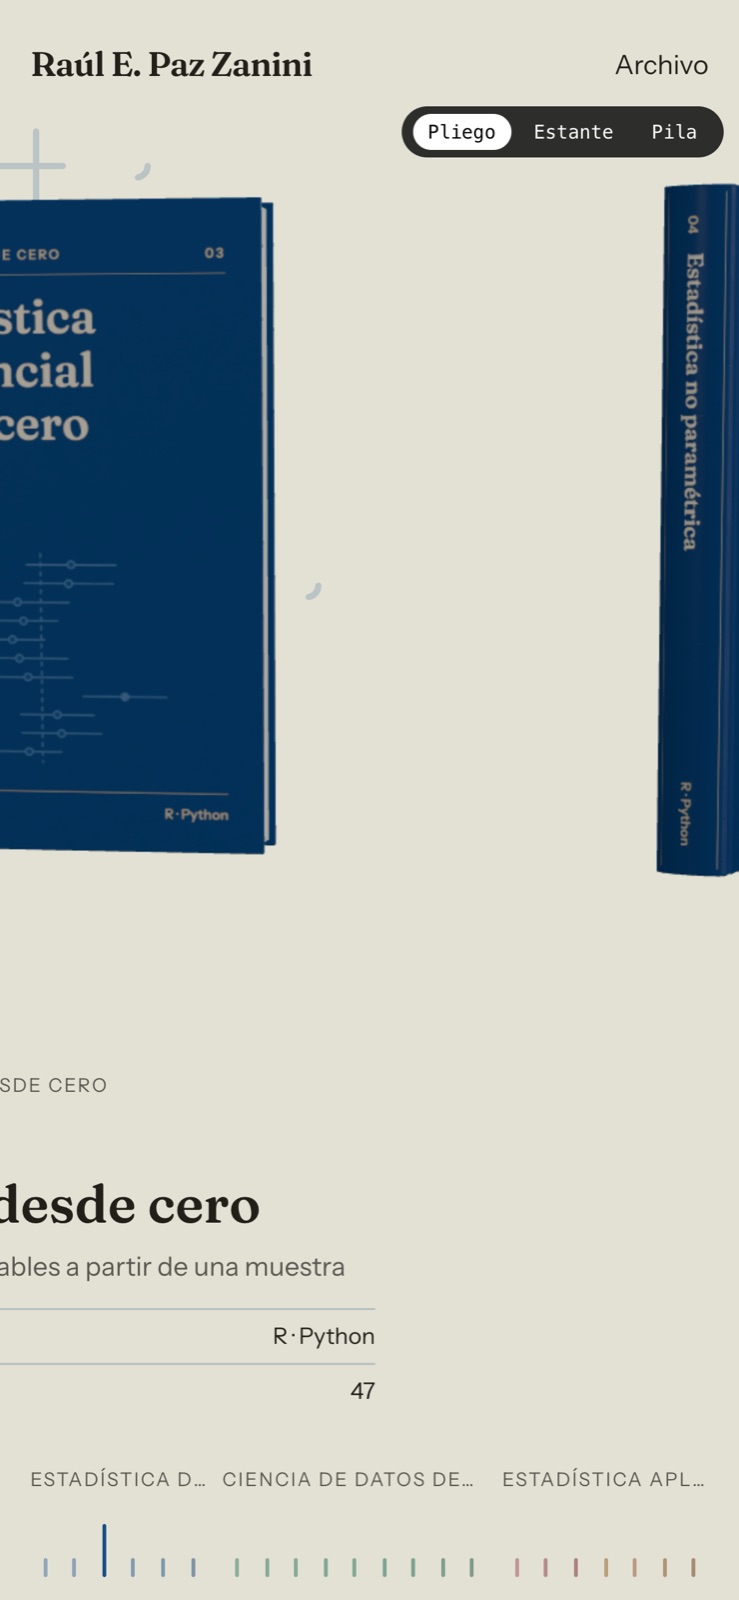 Raúl E. Paz Zanini
Archivo
Pliego Estante Pila
E CERO 03
stica
ncial
cero
R·Python
04 Estadística no paramétrica
R·Python
SDE CERO
desde cero
ables a partir de una muestra
R·Python
47
ESTADÍSTICA D... CIENCIA DE DATOS DE... ESTADÍSTICA APL...